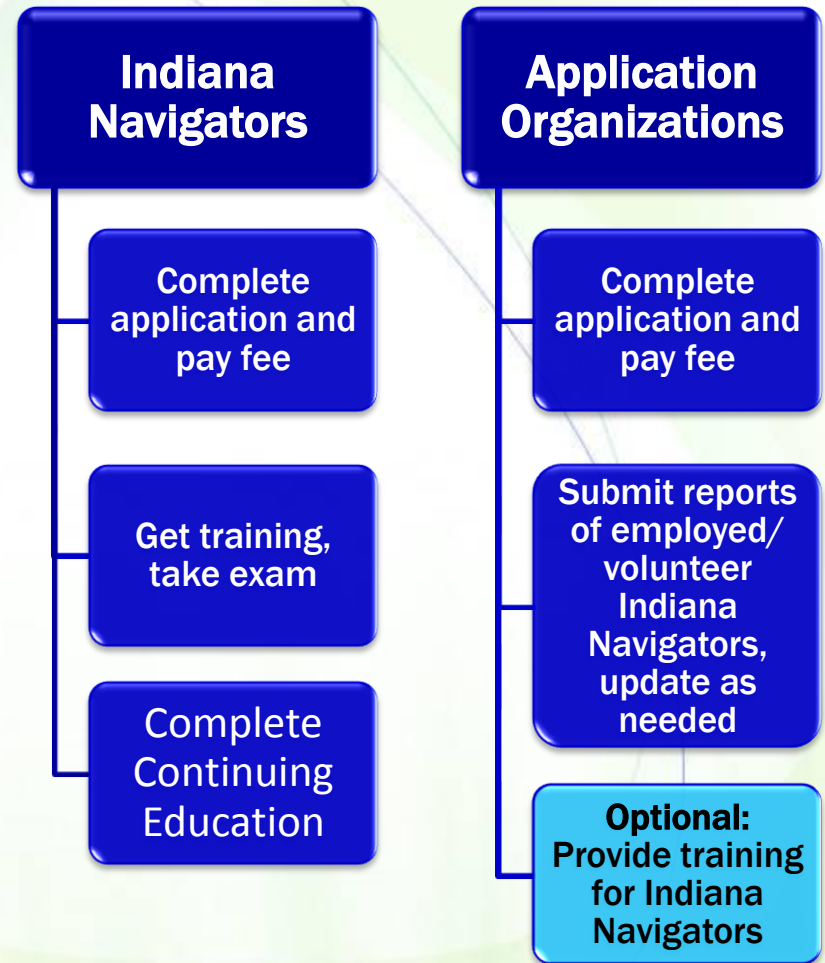 Indiana
Navigators
Complete
application and
pay fee
Get training,
take exam
Complete
Continuing
Education
Application
Organizations
Complete
application and
pay fee
Submit reports
of employed/
volunteer
Indiana
Navigators,
update as
needed
Optional:
Provide training
for Indiana
Navigators